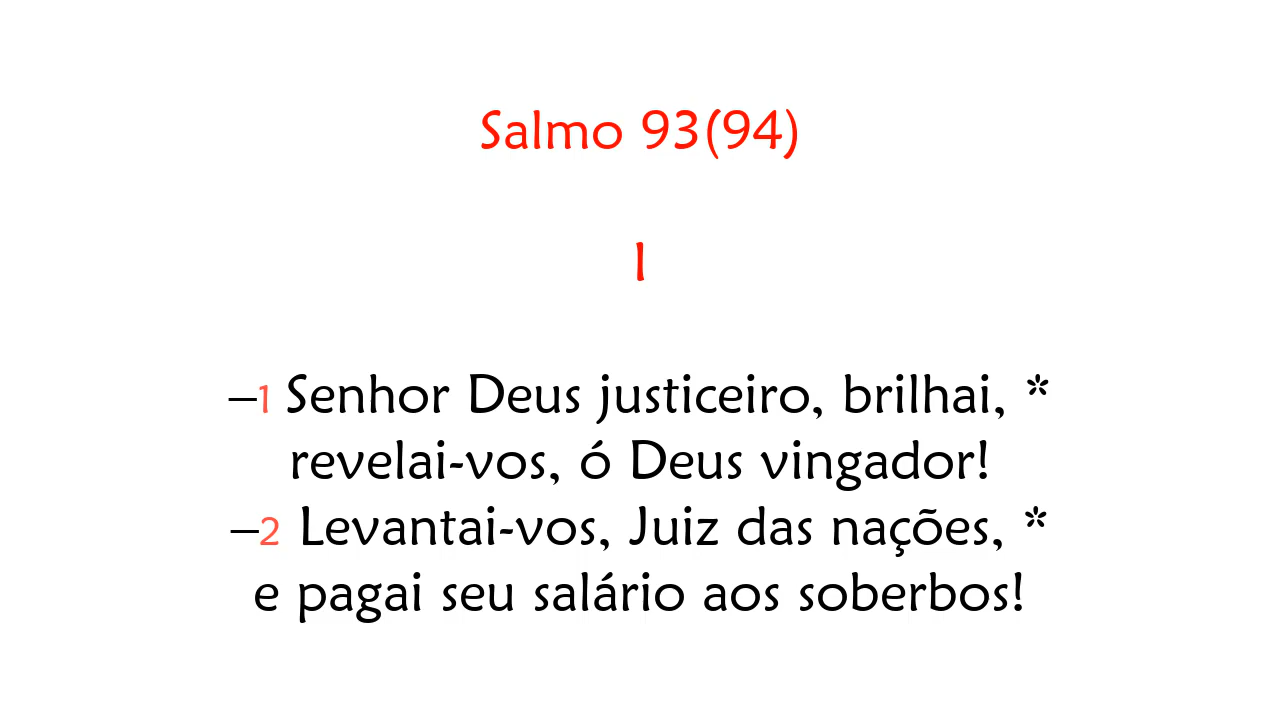 Salmo 93(94)
I
–1 Senhor Deus justiceiro, brilhai, *
revelai-vos, ó Deus vingador!
–2 Levantai-vos, Juiz das nações, *
e pagai seu salário aos soberbos!